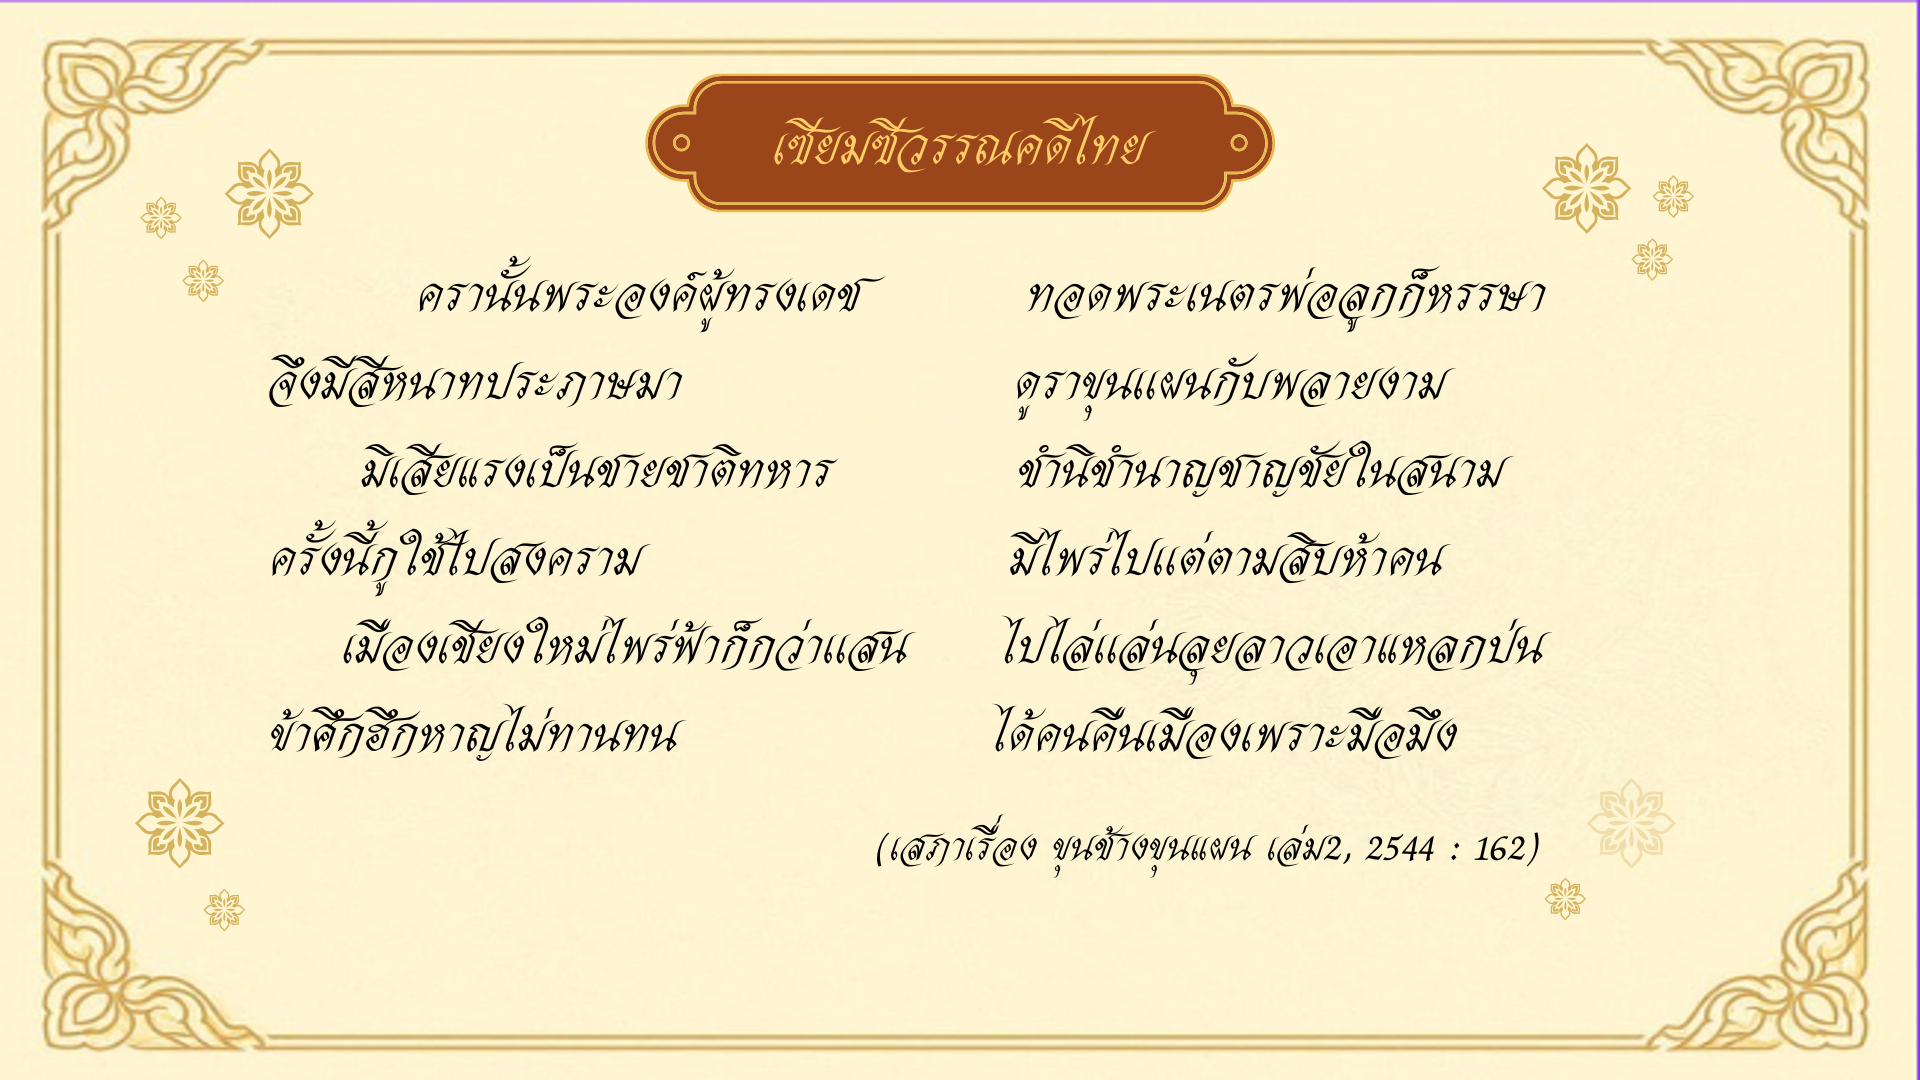 เซียมซีวรรณคดีไทย
ครานั้นพระองค์ผู้ทรงเดช ทอดพระเนตรพ่อลูกก็หรรษา
จึงมีสีหนาทประภาษมา ดูราขุนแผนกับพลายงาม
มิเสียแรงเป็นชายชาติทหาร ชำนิชำนาญชาญชัยในสนาม
ครั้งนี้กูใช้ไปสงคราม มีไพร่ไปแต่ตามสิบห้าคน
เมืองเชียงใหม่ไพร่ฟ้าก็กว่าแสน ไปไล่แล่นลุยลาวเอาแหลกป่น
ข้าศึกฮึกหาญไม่ทานทน ได้คนคืนเมืองเพราะมือมึง
(เสภาเรื่อง ขุนช้างขุนแผน เล่ม2, 2544 : 162)